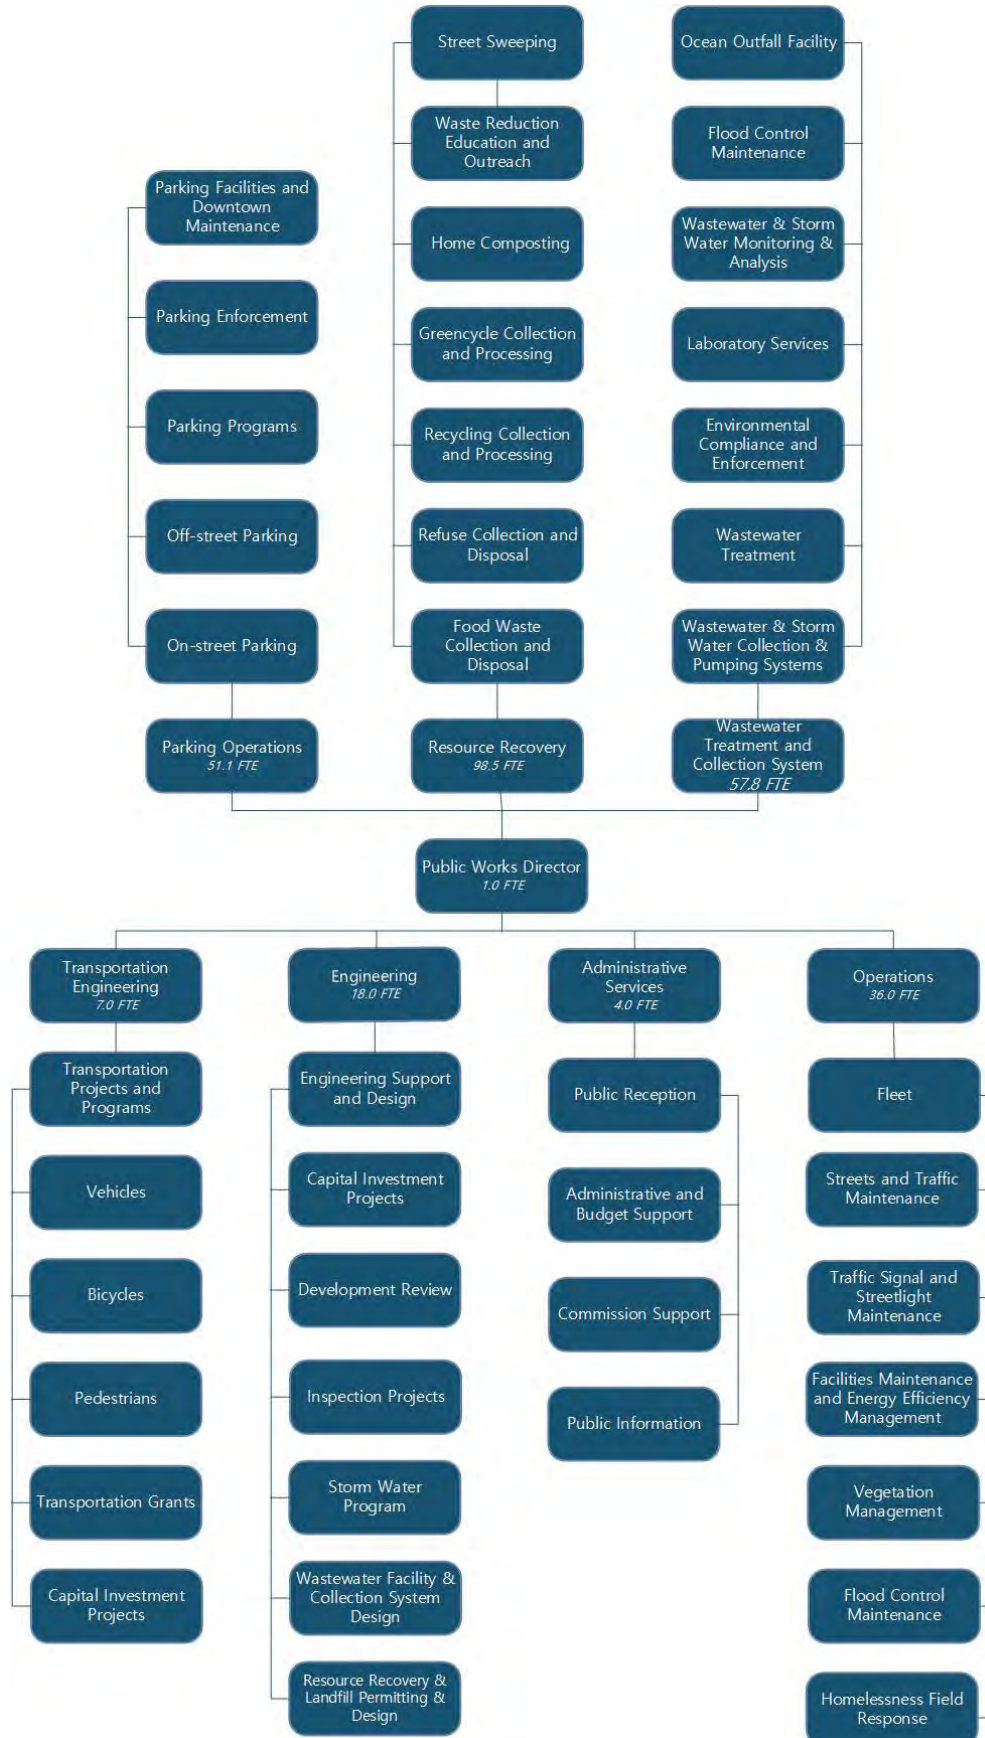 Street Sweeping
Ocean Outfall Facility
Waste Reduction
Education and
Outreach
Flood Control
Maintenance
Parking Facilities and
Downtown
Maintenance
Home Composting
Wastewater & Storm
Water Monitoring &
Analysis
Parking Enforcement
Greencycle Collection
and Processing
Laboratory Services
Parking Programs
Recycling Collection
and Processing
Environmental
Compliance and
Enforcement
Off-street Parking
Refuse Collection and
Disposal
Wastewater
Treatment
On-street Parking
Food Waste
Collection and
Disposal
Wastewater & Storm
Water Collection &
Pumping Systems
Parking Operations
51.1 FTE
Resource Recovery
98.5 FTE
Wastewater
Treatment and
Collection System
57.8 FTE
Public Works Director
1.0 FTE
Transportation
Engineering
7.0 FTE
Engineering
18.0 FTE
Administrative
Services
4.0 FTE
Operations
36.0 FTE
Transportation
Projects and
Programs
Engineering Support
and Design
Public Reception
Fleet
Vehicles
Capital Investment
Projects
Administrative and
Budget Support
Streets and Traffic
Maintenance
Bicycles
Development Review
Commission Support
Traffic Signal and
Streetlight
Maintenance
Pedestrians
Inspection Projects
Public Information
Facilities Maintenance
and Energy Efficiency
Management
Transportation Grants
Storm Water
Program
Vegetation
Management
Capital Investment
Projects
Wastewater Facility &
Collection System
Design
Flood Control
Maintenance
Resource Recovery &
Landfill Permitting &
Design
Homelessness Field
Response